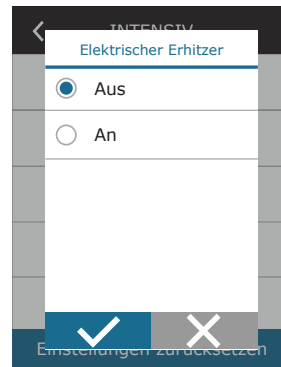 INTENSIV
Elektrischer Erhitzer
Aus
An
Einstellungen zurücksetzen